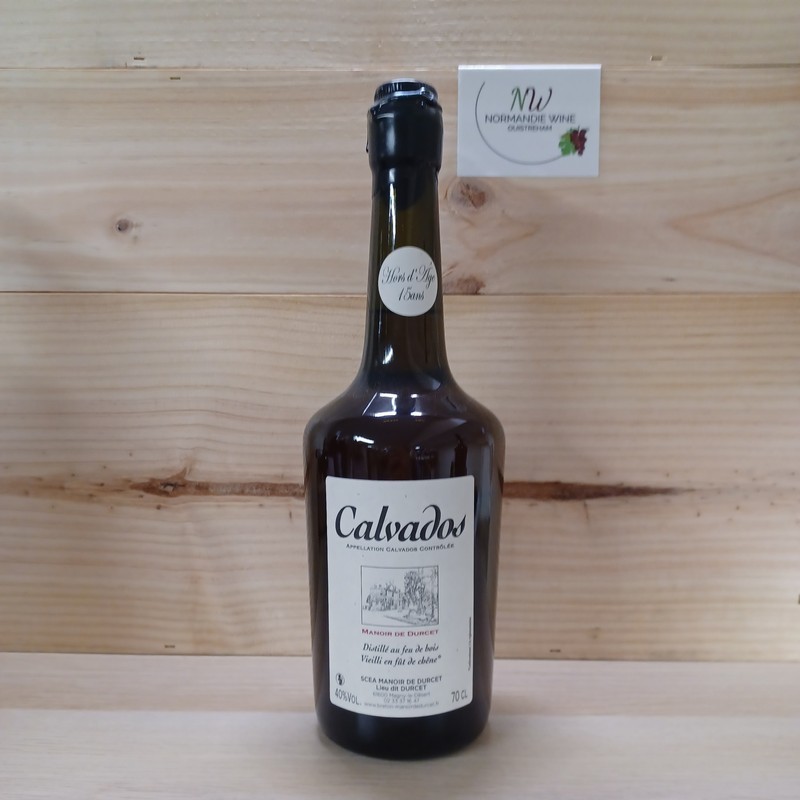 NW
NORMANDIE WINE
OUISTREHAM
Hors d'Age
15ans
Calvados
APPELLATION CALVADOS CONTRÔLÉE
MANOIR DE DURCET
Distillé au feu de bois
Vieilli en fût de chêne*
SCEA MANOIR DE DURCET
Lieu dit DURCET
40%VOL.
70 CL